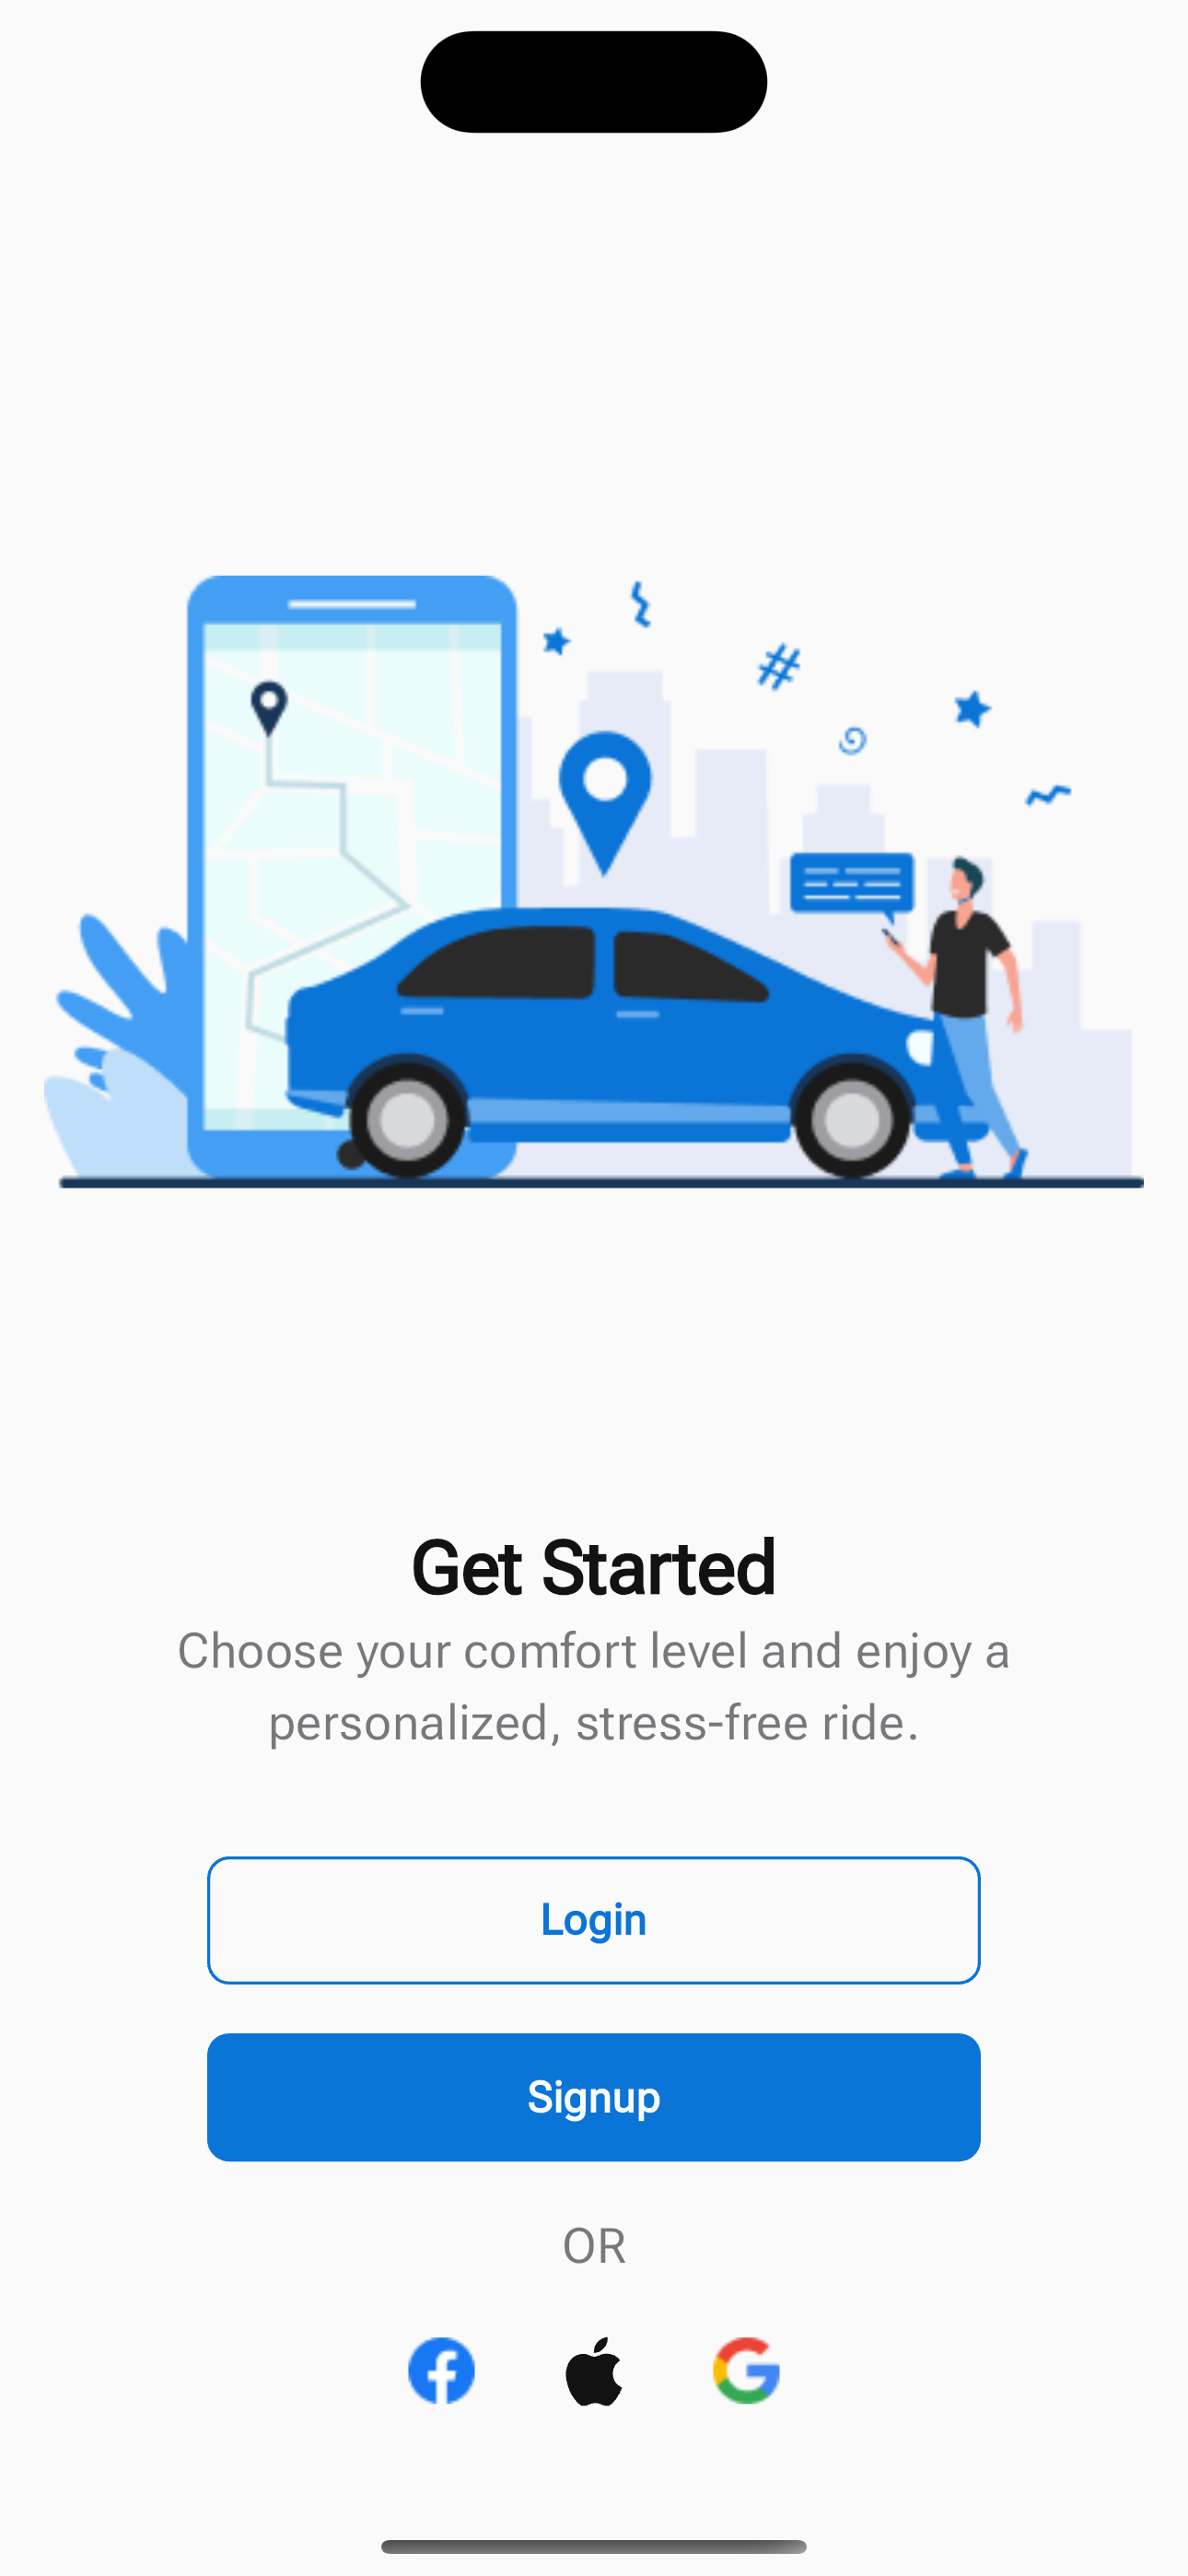 Get Started
Choose your comfort level and enjoy a
personalized, stress-free ride.
Login
Signup
OR